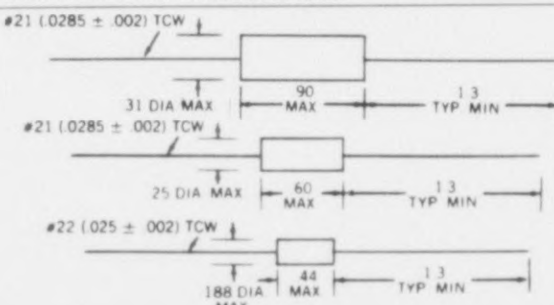 #21 (.0285 ± .002) TCW
31 DIA MAX
90
MAX
1 3
TYP MIN
#21 (.0285 ± .002) TCW
25 DIA MAX
60
MAX
1 3
TYP MIN
#22 (.025 ± .002) TCW
188 DIA
MAX
44
MAX
1 3
TYP MIN